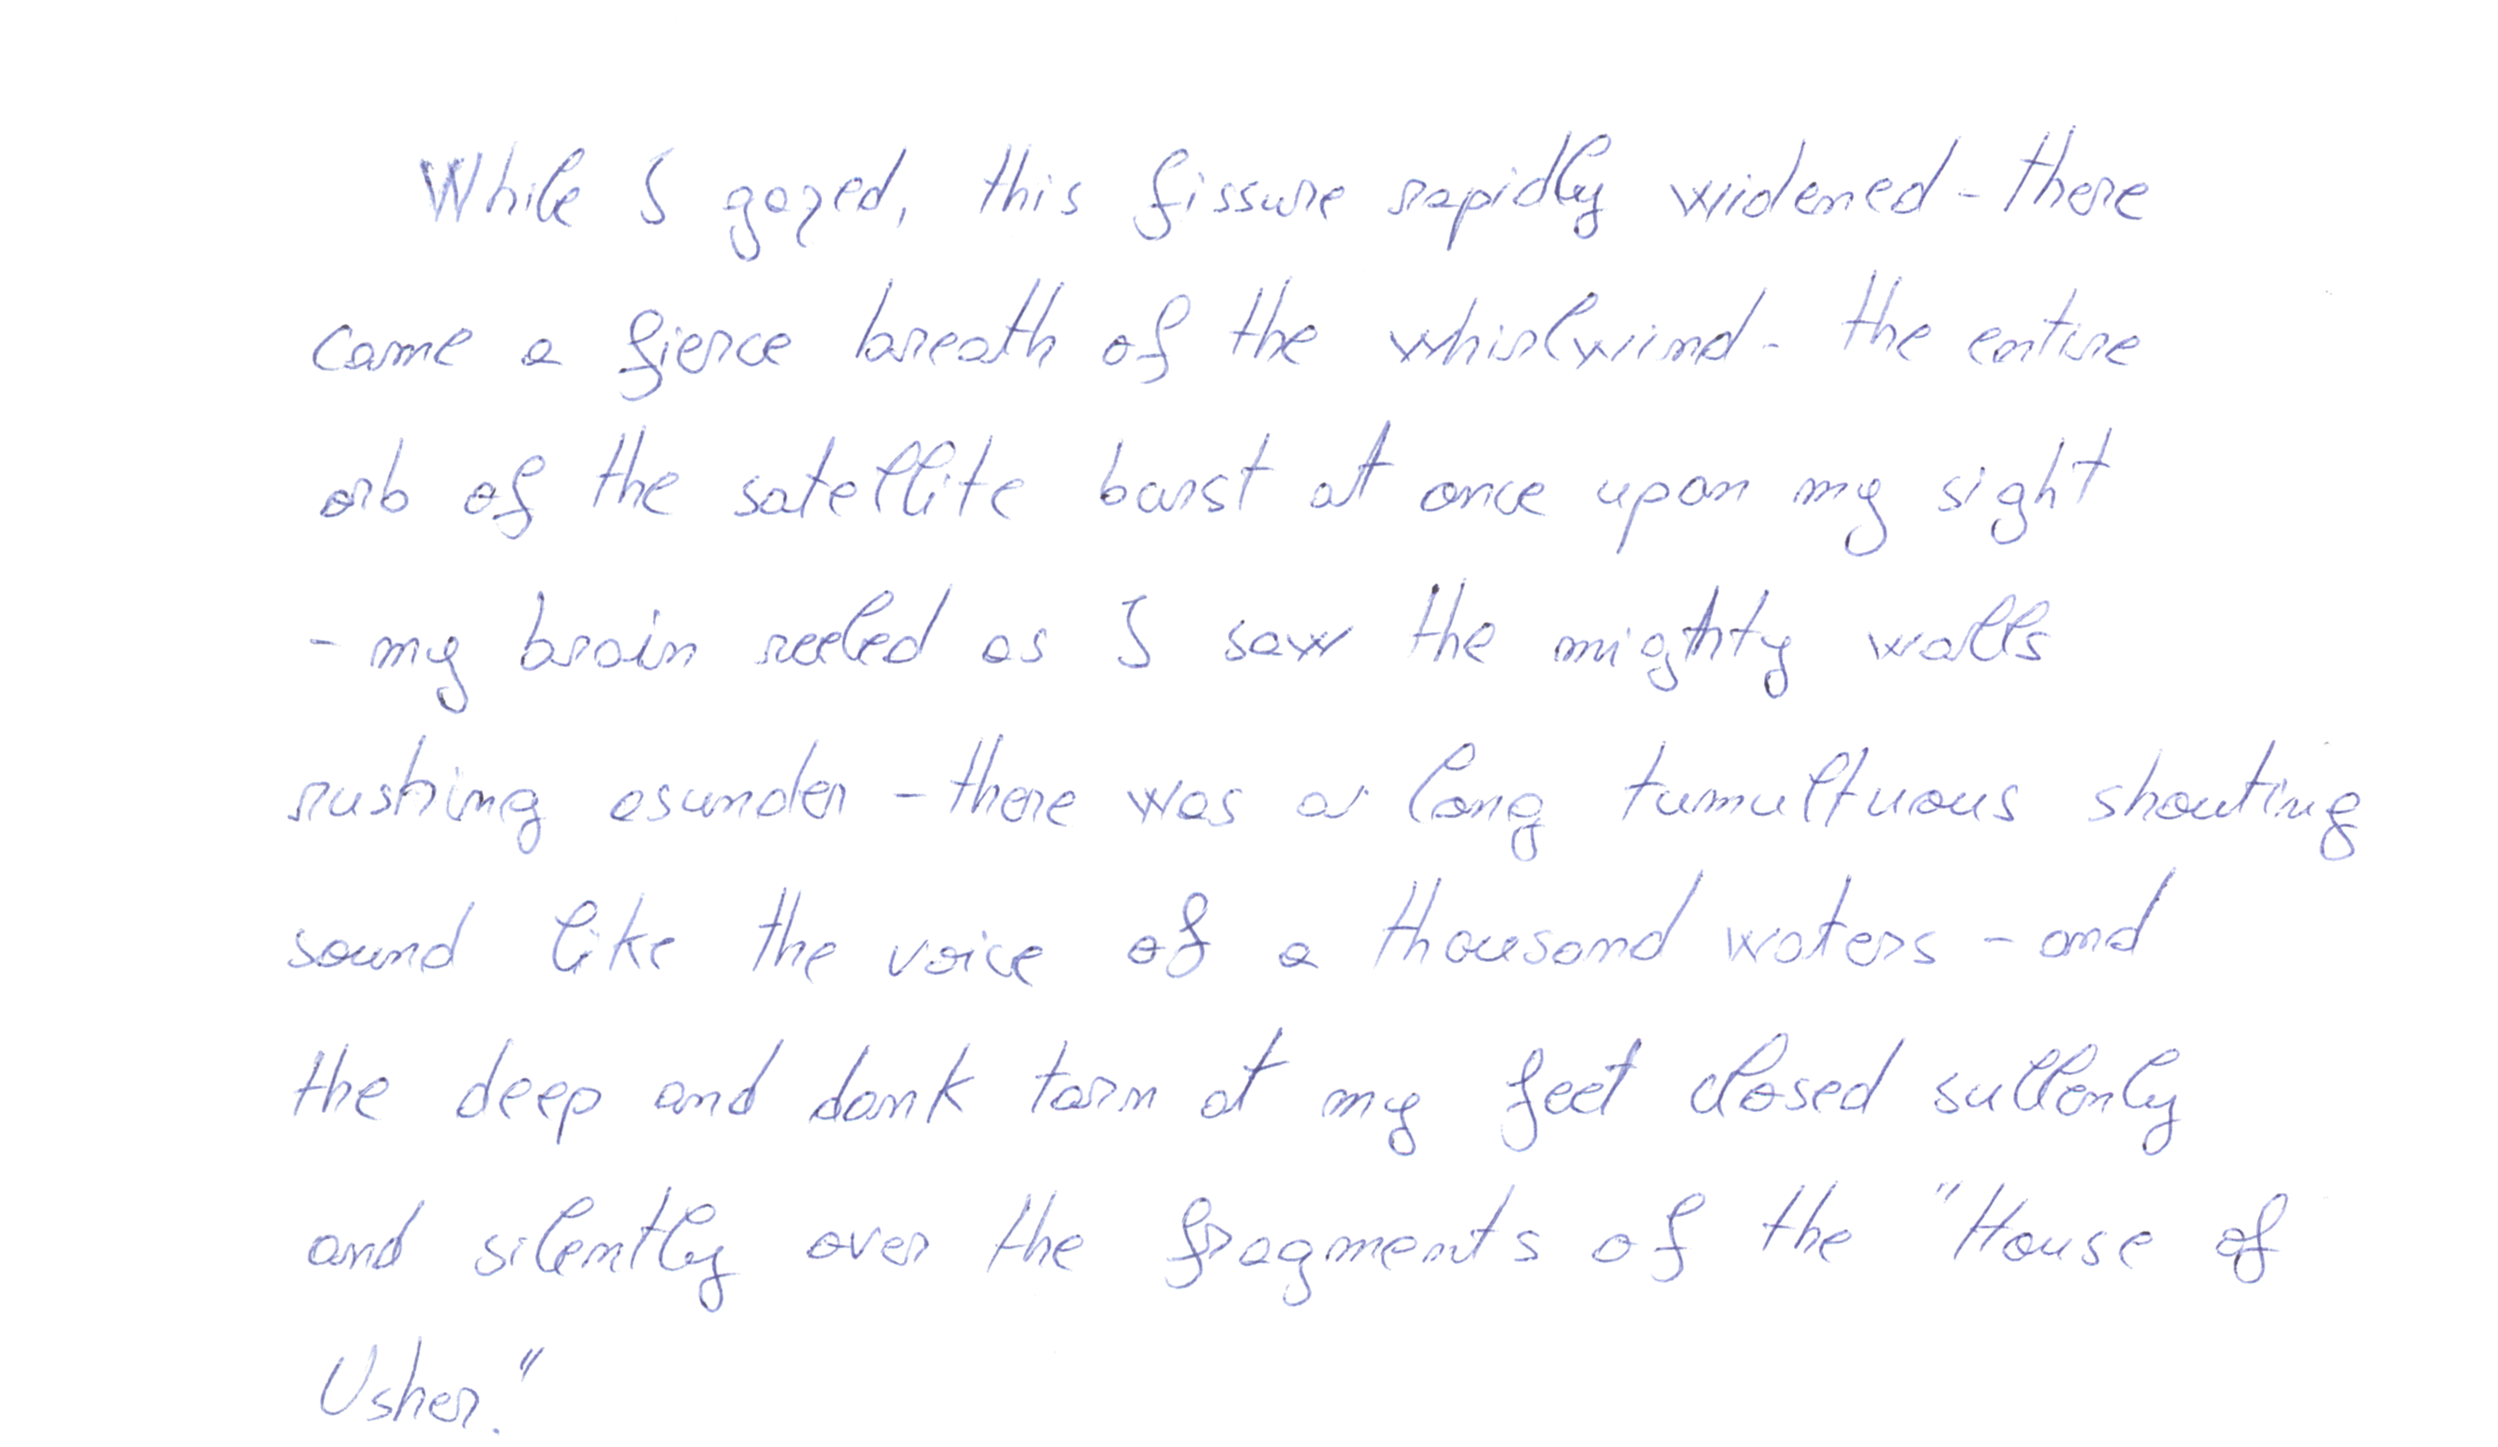 While I gazed, this fissure rapidly widened - there
came a fierce breath of the whirlwind - the entire
orb of the satellite burst at once upon my sight
- my brain reeled as I saw the mighty walls
rushing asunder - there was a long tumultuous shouting
sound like the voice of a thousand waters - and
the deep and dank tarn at my feet closed sullenly
and silently over the fragments of the "House of
Usher."